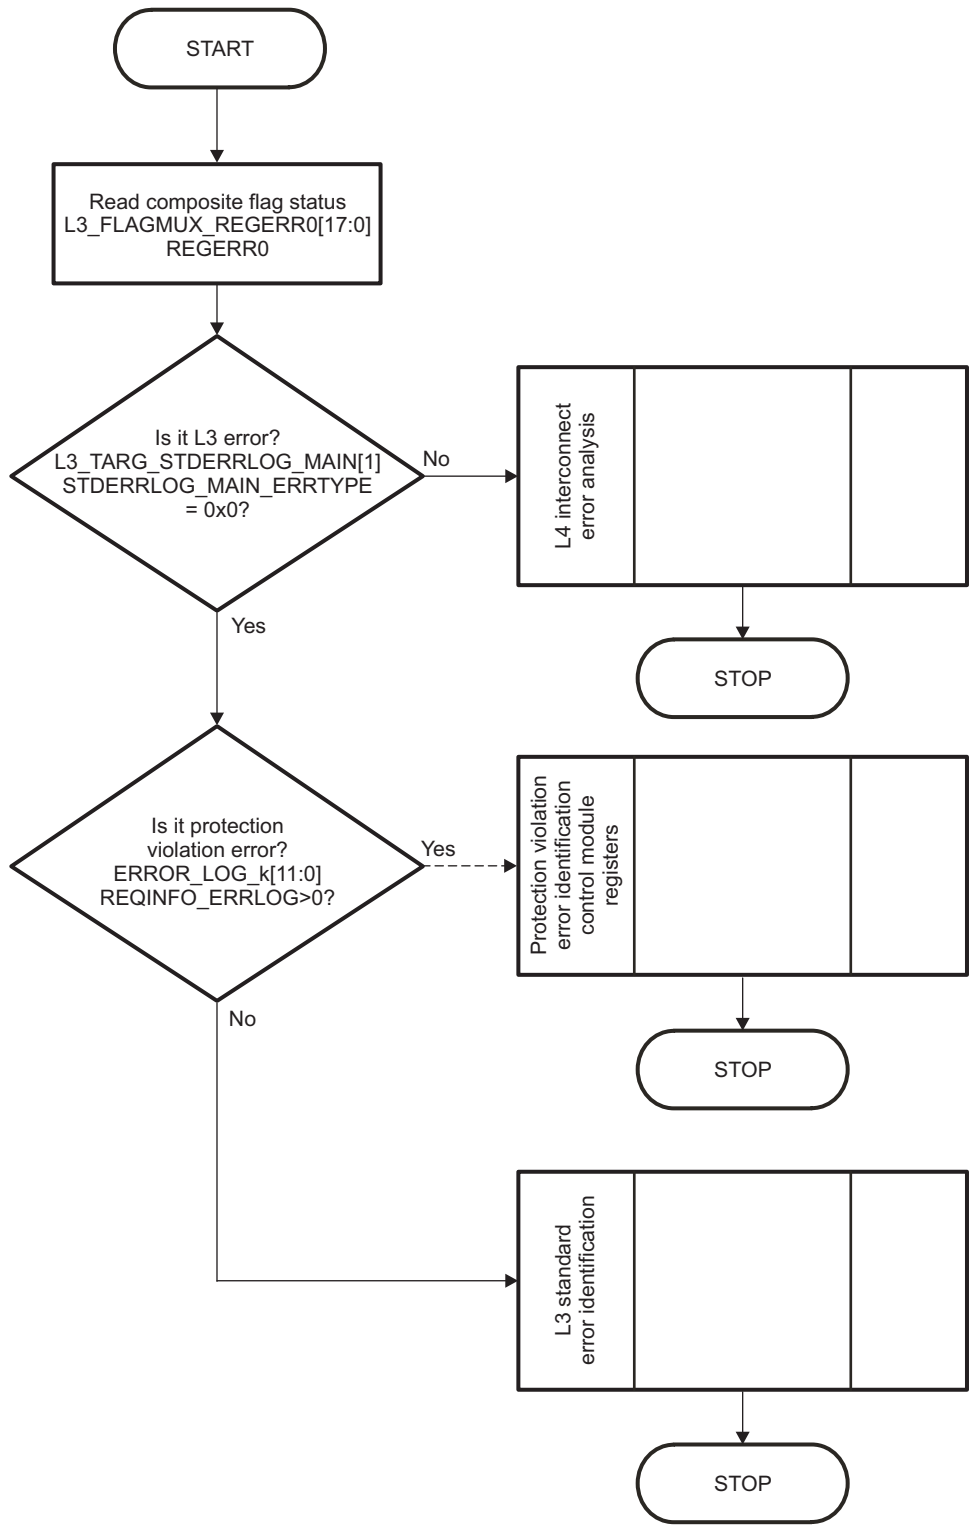 START
Read composite flag status
L3_FLAGMUX_REGERR0[17:0]
REGERR0
Is it L3 error?
L3_TARG_STDERRLOG_MAIN[1]
STDERRLOG_MAIN_ERRTYPE
= 0x0?
No
L4 interconnect
error analysis
Yes
STOP
Is it protection
violation error?
ERROR_LOG_k[11:0]
REQINFO_ERRLOG>0?
Yes
Protection violation
error identification
control module
registers
No
STOP
L3 standard
error identification
STOP